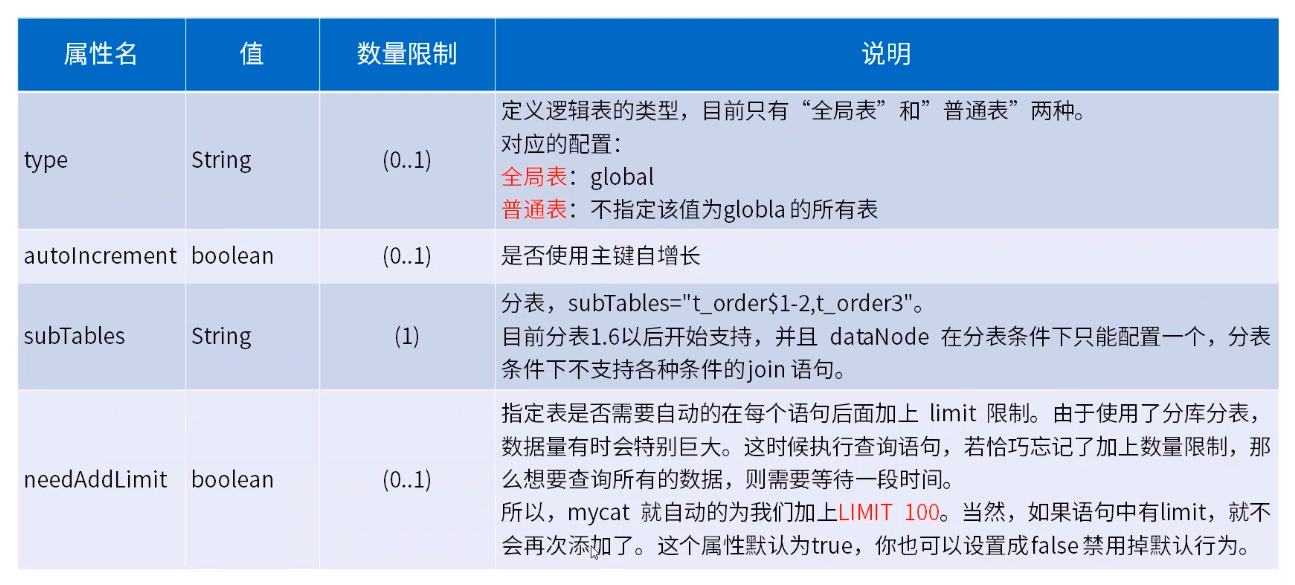 属性名 值 数量限制 说明
定义逻辑表的类型，目前只有“全局表”和”普通表”两种。
对应的配置：
type String (0..1) 全局表：global
普通表：不指定该值为globla的所有表
autoIncrement boolean (0..1) 是否使用主键自增长
分表，subTables="t_order$1-2,t_order3"。
subTables String (1) 目前分表1.6以后开始支持，并且 dataNode 在分表条件下只能配置一个，分表
条件下不支持各种条件的join 语句。
指定表是否需要自动的在每个语句后面加上 limit 限制。由于使用了分库分表，
数据量有时会特别巨大。这时候执行查询语句，若恰巧忘记了加上数量限制，那
needAddLimit boolean (0..1) 么想要查询所有的数据，则需要等待一段时间。
所以，mycat 就自动的为我们加上LIMIT 100。当然，如果语句中有limit，就不
会再次添加了。这个属性默认为true，你也可以设置成false禁用掉默认行为。